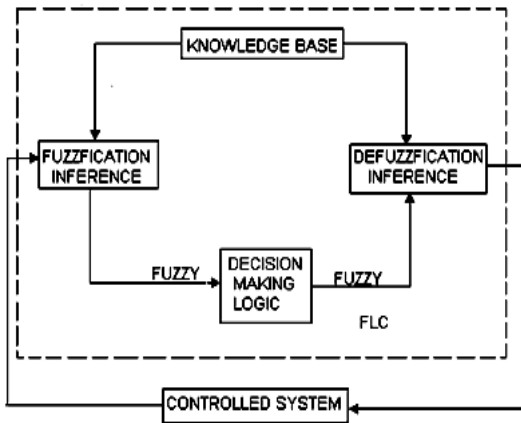 KNOWLEDGE BASE
FUZZFICATION
INFERENCE
DEFUZZFICATION
INFERENCE
FUZZY
DECISION
MAKING
LOGIC
FUZZY
FLC
CONTROLLED SYSTEM